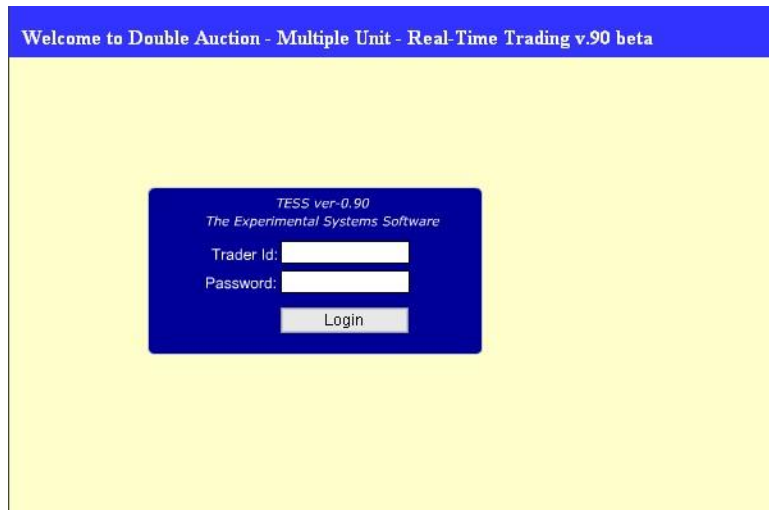 Welcome to Double Auction - Multiple Unit - Real-Time Trading v.90 beta
TESS ver-0.90
The Experimental Systems Software
Trader Id:
Password:
Login